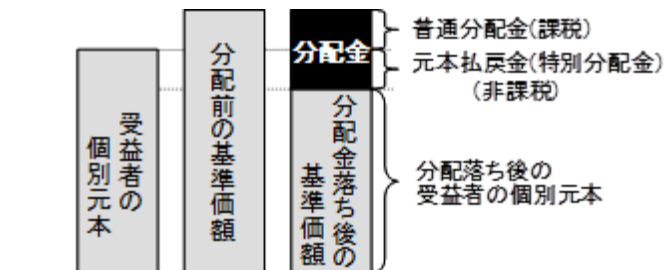 受益者の
個別元本
分配前の基準価額
分配金
分配金落ち後の
基準価額
普通分配金(課税)
元本払戻金(特別分配金)
(非課税)
分配落ち後の
受益者の個別元本